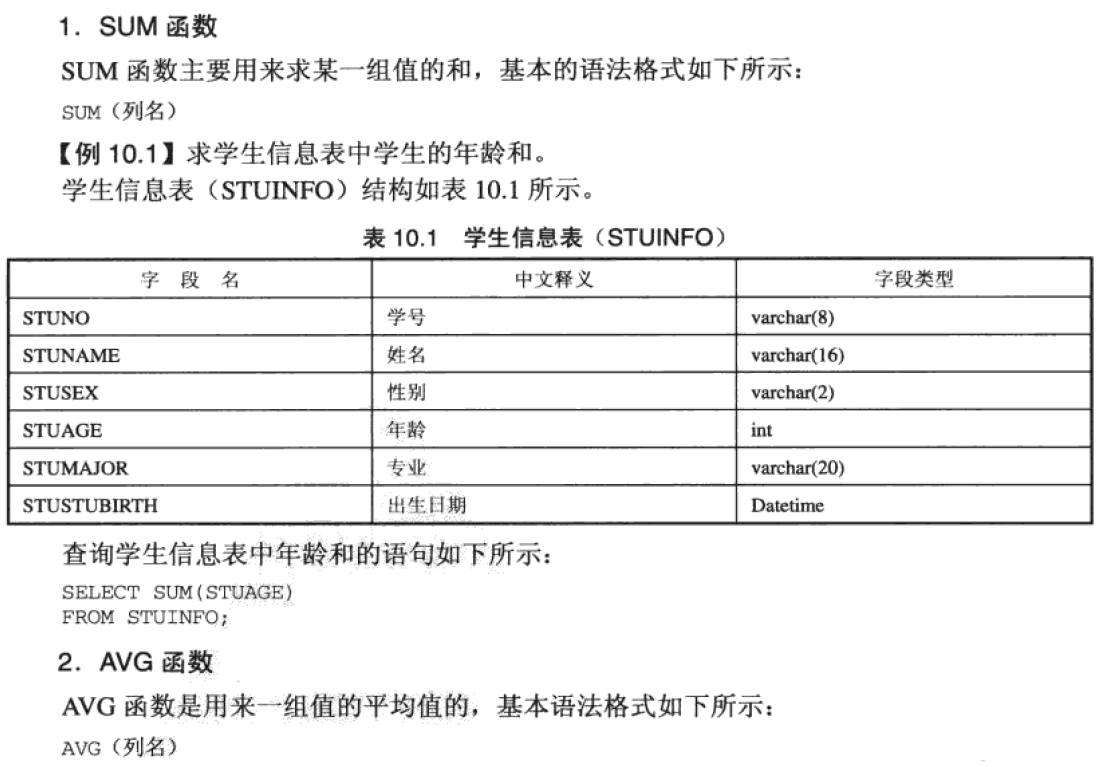 1．SUM 函数
SUM 函数主要用来求某一组值的和，基本的语法格式如下所示：
SUM（列名）
【例 10.1】求学生信息表中学生的年龄和。
学生信息表（STUINFO）结构如表 10.1 所示。
表 10.1 学生信息表（STUINFO）
字 段 名 中文释义 字段类型
STUNO 学号 varchar(8)
STUNAME 姓名 varchar(16)
STUSEX 性别 varchar(2)
STUAGE 年龄 int
STUMAJOR 专业 varchar(20)
STUSTUBIRTH 出生日期 Datetime
查询学生信息表中年龄和的语句如下所示：
SELECT SUM(STUAGE)
FROM STUINFO;
2．AVG 函数
AVG 函数是用来一组值的平均值的，基本语法格式如下所示：
AVG（列名）